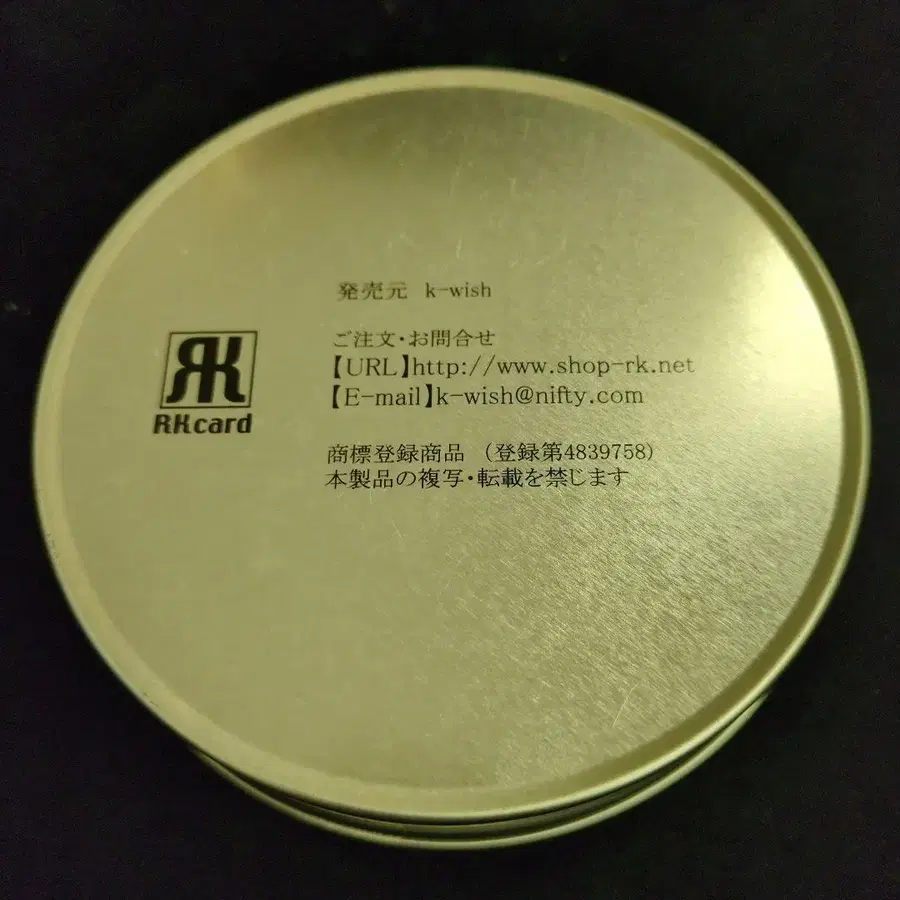 発売元 k-wish
ご注文・お問合せ
【URL】http://www.shop-rk.net
【E-mail】k-wish@nifty.com
RK
RKcard
商標登録商品 (登録第4839758)
本製品の複写・転載を禁じます